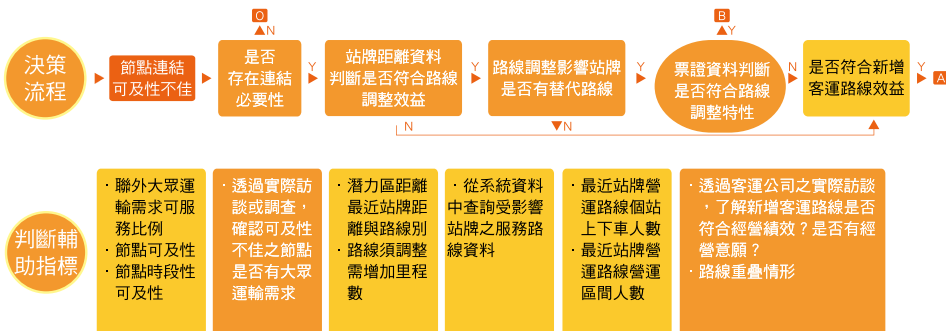 O
N
B
Y
決策
流程
節點連結
可及性不佳
是否
存在連結
必要性
Y
站牌距離資料
判斷是否符合路線
調整效益
Y
路線調整影響站牌
是否有替代路線
Y
票證資料判斷
是否符合路線
調整特性
N
是否符合新增
客運路線效益
Y
A
N
N
判斷輔
助指標
· 聯外大眾運
輸需求可服
務比例
· 節點可及性
· 節點時段性
可及性
· 透過實際訪
談或調查，
確認可及性
不佳之節點
是否有大眾
運輸需求
· 潛力區距離
最近站牌距
離與路線別
· 路線須調整
需增加里程
數
· 從系統資料
中查詢受影響
站牌之服務路
線資料
· 最近站牌營
運路線個站
上下車人數
· 最近站牌營
運路線營運
區間人數
· 透過客運公司之實際訪談
，了解新增客運路線是否
符合經營績效？是否有經
營意願？
· 路線重疊情形